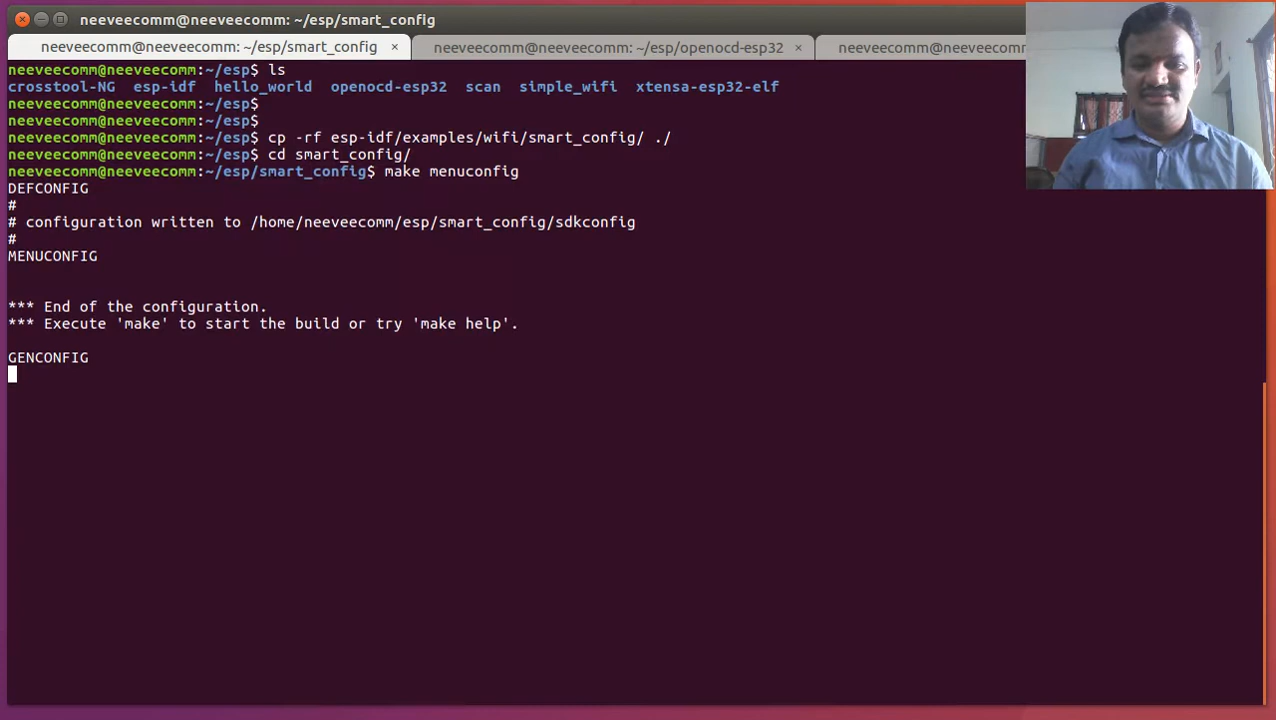 neeveecomm@neeveecomm: ~/esp/smart_config
neeveecomm@neeveecomm: ~/esp/smart_config × neeveecomm@neeveecomm: ~/esp/openocd-esp32 × neeveecomm@neeveecomm:
neeveecomm@neeveecomm:~/esp$ ls
crosstool-NG esp-idf hello_world openocd-esp32 scan simple_wifi xtensa-esp32-elf
neeveecomm@neeveecomm:~/esp$
neeveecomm@neeveecomm:~/esp$
neeveecomm@neeveecomm:~/esp$ cp -rf esp-idf/examples/wifi/smart_config/ ./
neeveecomm@neeveecomm:~/esp$ cd smart_config/
neeveecomm@neeveecomm:~/esp/smart_config$ make menuconfig
DEFCONFIG
#
# configuration written to /home/neeveecomm/esp/smart_config/sdkconfig
#
MENUCONFIG
*** End of the configuration.
*** Execute 'make' to start the build or try 'make help'.
GENCONFIG